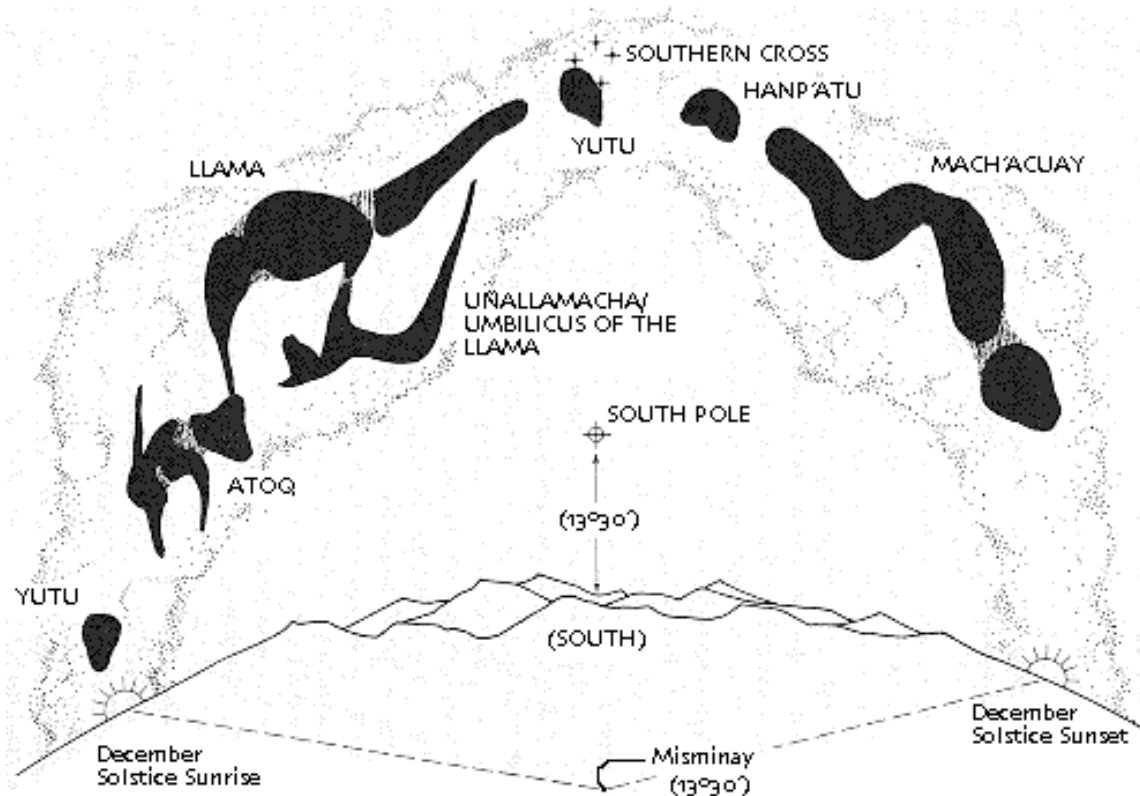 SOUTHERN CROSS
HANP'ATU
YUTU
LLAMA
MACH'ACUAY
UÑALLAMACHA/
UMBILICUS OF THE
LLAMA
SOUTH POLE
ATOQ
(13°30')
YUTU
(SOUTH)
December
Solstice Sunrise
Misminay
(13°30')
December
Solstice Sunset